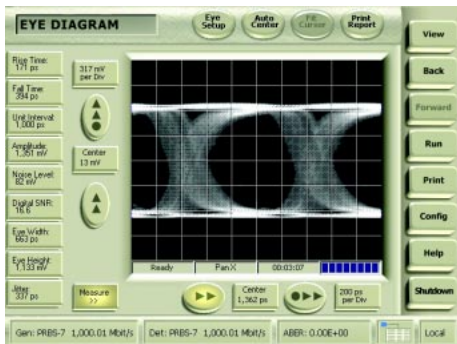 EYE DIAGRAM
Eye Setup
Auto Center
Fit Cursor
Print Report
View
Back
Forward
Run
Print
Config
Help
Shutdown
Rise Time:
171 ps
Fall Time:
394 ps
Unit Interval:
1,000 ps
Amplitude:
1,351 mV
Noise Level:
82 mV
Digital SNR:
16.6
Eye Width:
663 ps
Eye Height:
1,133 mV
Jitter:
337 ps
317 mV
per Div
Center
13 mV
Measure
>>
Ready
Pan X
00:03:07
Center
1,362 ps
200 ps
per Div
Gen: PRBS-7 1,000.01 Mbit/s
Det: PRBS-7 1,000.01 Mbit/s
ABER: 0.00E+00
Local